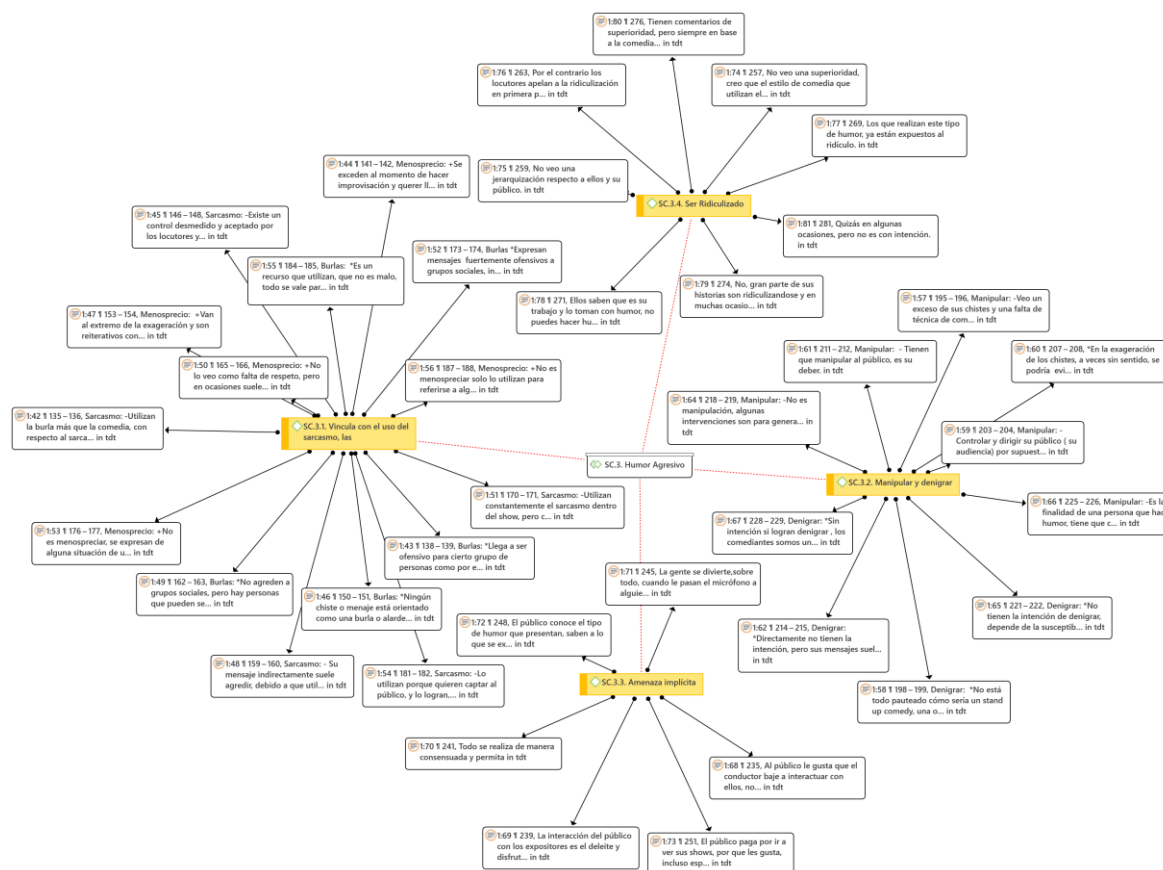 1:80 ¶ 276, Tienen comentarios de
superioridad, pero siempre en base
a la comedia... in tdt
1:76 ¶ 263, Por el contrario los
locutores apelan a la ridiculización
en primera p... in tdt
1:74 ¶ 257, No veo una superioridad,
creo que el estilo de comedia que
utilizan el... in tdt
1:77 ¶ 269, Los que realizan este tipo
de humor, ya están expuestos al
ridículo. in tdt
1:44 ¶ 141 – 142, Menosprecio: +Se
exceden al momento de hacer
improvisación y querer ll... in tdt
1:75 ¶ 259, No veo una
jerarquización respecto a ellos y su
público. in tdt
SC.3.4. Ser Ridiculizado
1:45 ¶ 146 – 148, Sarcasmo: -Existe un
control desmedido y aceptado por
los locutores y... in tdt
1:81 ¶ 281, Quizás en algunas
ocasiones, pero no es con intención.
in tdt
1:52 ¶ 173 – 174, Burlas *Expresan
mensajes fuertemente ofensivos a
grupos sociales, in... in tdt
1:55 ¶ 184 – 185, Burlas: *Es un
recurso que utilizan, que no es malo,
todo se vale par... in tdt
1:79 ¶ 274, No, gran parte de sus
historias son ridiculizandose y en
muchas ocasio... in tdt
1:78 ¶ 271, Ellos saben que es su
trabajo y lo toman con humor, no
puedes hacer hu... in tdt
1:57 ¶ 195 – 196, Manipular: -Veo un
exceso de sus chistes y una falta de
técnica de com... in tdt
1:47 ¶ 153 – 154, Menosprecio: +Van
al extremo de la exageración y son
reiterativos con... in tdt
1:61 ¶ 211 – 212, Manipular: - Tienen
que manipular al público, es su
deber. in tdt
1:60 ¶ 207 – 208, *En la exageración
de los chistes, a veces sin sentido, se
podría evi... in tdt
1:50 ¶ 165 – 166, Menosprecio: +No
lo veo como falta de respeto, pero
en ocasiones suele... in tdt
1:56 ¶ 187 – 188, Menosprecio: +No es
menospreciar solo lo utilizan para
referirse a alg... in tdt
1:64 ¶ 218 – 219, Manipular: -No es
manipulación, algunas
intervenciones son para genera...
in tdt
1:42 ¶ 135 – 136, Sarcasmo: -Utilizan
la burla más que la comedia, con
respecto al sarca... in tdt
SC.3.1. Vincula con el uso del
sarcasmo, las
1:59 ¶ 203 – 204, Manipular: -
Controlar y dirigir su público ( su
audiencia) por supuest... in tdt
SC.3. Humor Agresivo
SC.3.2. Manipular y denigrar
1:51 ¶ 170 – 171, Sarcasmo: -Utilizan
constantemente el sarcasmo dentro
del show, pero c... in tdt
1:66 ¶ 225 – 226, Manipular: -Es la
finalidad de una persona que hac
humor, tiene que c... in tdt
1:67 ¶ 228 – 229, Denigrar: *Sin
intención si logran denigrar , los
comediantes somos un... in tdt
1:53 ¶ 176 – 177, Menosprecio: +No
es menospreciar, se expresan de
alguna situación de u... in tdt
1:43 ¶ 138 – 139, Burlas: *Llega a ser
ofensivo para cierto grupo de
personas como por e... in tdt
1:71 ¶ 245, La gente se divierte,sobre
todo, cuando le pasan el micrófono a
alguie... in tdt
1:49 ¶ 162 – 163, Burlas: *No agreden a
grupos sociales, pero hay personas
que pueden se... in tdt
1:46 ¶ 150 – 151, Burlas: *Ningún
chiste o menaje está orientado
como una burla o alarde... in tdt
1:65 ¶ 221 – 222, Denigrar: *No
tienen la intención de denigrar,
depende de la susceptib... in tdt
1:72 ¶ 248, El público conoce el tipo
de humor que presentan, saben a lo
que se ex... in tdt
1:62 ¶ 214 – 215, Denigrar:
*Directamente no tienen la
intención, pero sus mensajes suel...
in tdt
1:48 ¶ 159 – 160, Sarcasmo: - Su
mensaje indirectamente suele
agredir, debido a que util... in tdt
1:54 ¶ 181 – 182, Sarcasmo: -Lo
utilizan porque quieren captar al
público, y lo logran,... in tdt
SC.3.3. Amenaza implícita
1:58 ¶ 198 – 199, Denigrar: *No está
todo pauteado cómo sería un stand
up comedy, una o... in tdt
1:70 ¶ 241, Todo se realiza de manera
consensuada y permita in tdt
1:68 ¶ 235, Al público le gusta que el
conductor baje a interactuar con
ellos, no... in tdt
1:69 ¶ 239, La interacción del público
con los expositores es el deleite y
disfrut... in tdt
1:73 ¶ 251, El público paga por ir a
ver sus shows, por que les gusta,
incluso esp... in tdt